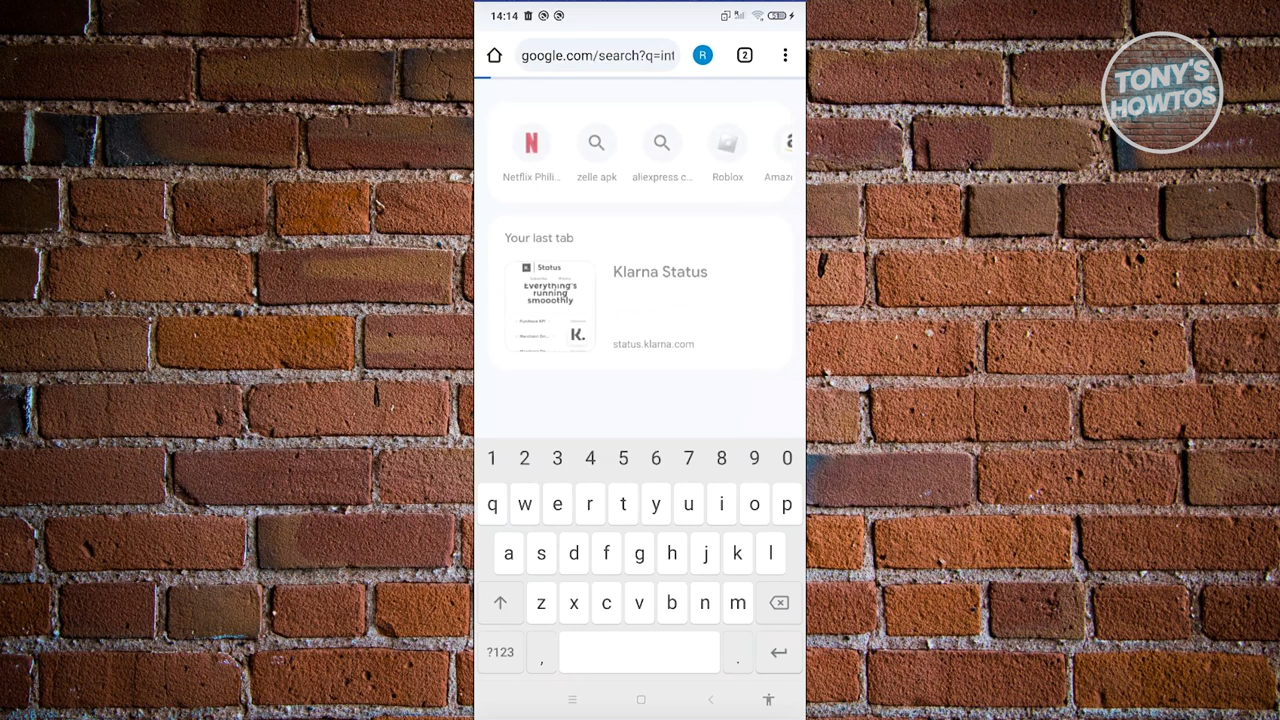 14:14
TONY'S
HOWTOS
google.com/search?q=int
R
2
N
Netflix Phili...
zelle apk
aliexpress c...
Roblox
Amaz
Your last tab
K. Status
Everything's
running
smooothly
K.
Klarna Status
status.klarna.com
1 2 3 4 5 6 7 8 9 0
q w e r t y u i o p
a s d f g h j k l
z x c v b n m
?123 , .